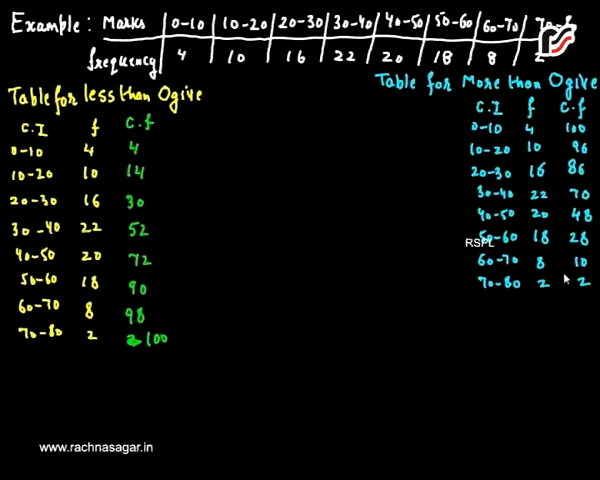 Example: Marks | 0-10 | 10-20 | 20-30 | 30-40 | 40-50 | 50-60 | 60-70 |
frequency | 4 | 10 | 16 | 22 | 20 | 18 | 8 | 2
Table for less than Ogive
C.I f C.f
0-10 4 4
10-20 10 14
20-30 16 30
30-40 22 52
40-50 20 72
50-60 18 90
60-70 8 98
70-80 2 100
Table for More than Ogive
C.I f C.f
0-10 4 100
10-20 10 96
20-30 16 86
30-40 22 70
40-50 20 48
50-60 18 28
RSPL
60-70 8 10
70-80 2 2
www.rachnasagar.in